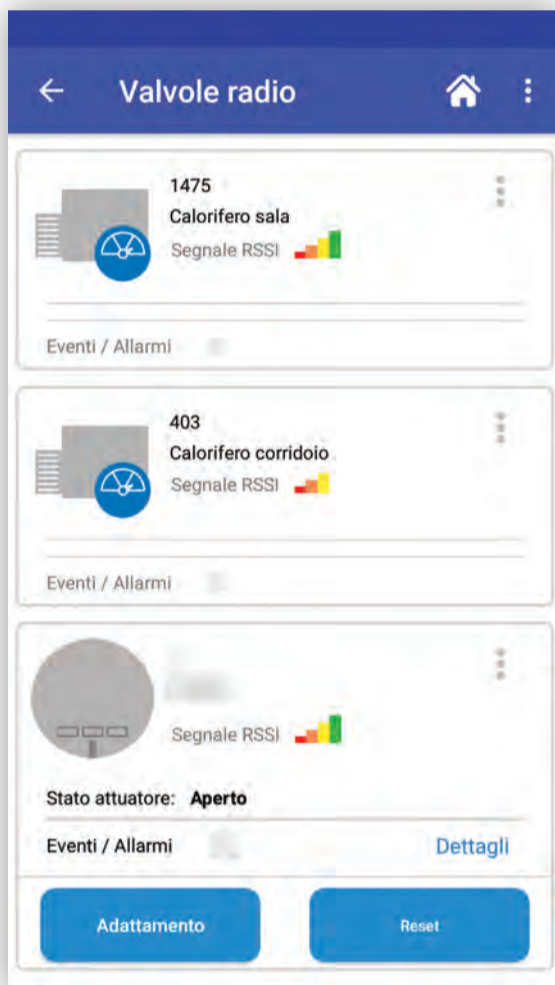 Valvole radio
1475
Calorifero sala
Segnale RSSI
Eventi / Allarmi
403
Calorifero corridoio
Segnale RSSI
Eventi / Allarmi
Segnale RSSI
Stato attuatore: Aperto
Eventi / Allarmi Dettagli
Adattamento Reset